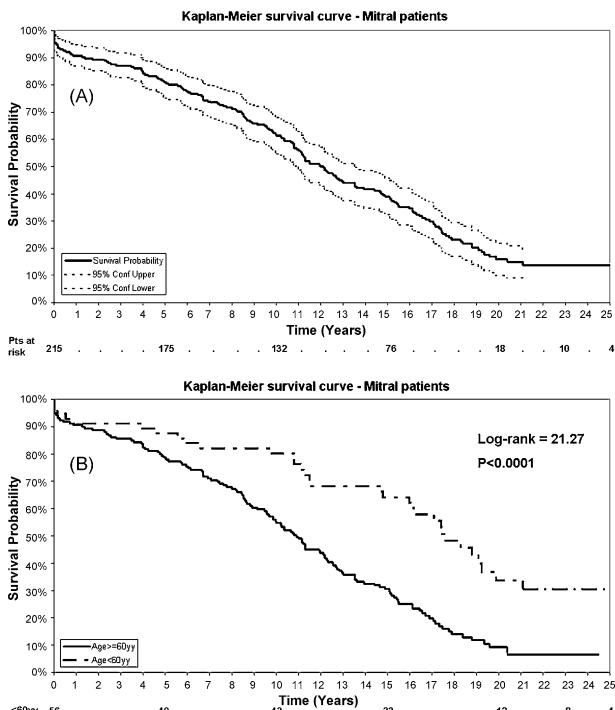 Kaplan-Meier survival curve - Mitral patients
100%
90%
80%
70%
60%
50%
40%
30%
20%
10%
0%
Survival Probability
(A)
Survival Probability
95% Conf Upper
95% Conf Lower
0 1 2 3 4 5 6 7 8 9 10 11 12 13 14 15 16 17 18 19 20 21 22 23 24 25
Time (Years)
Pts at risk 215 . . . . 175 . . . . 132 . . . . 76 . . . . 18 . . 10 . 4
Kaplan-Meier survival curve - Mitral patients
100%
90%
80%
70%
60%
50%
40%
30%
20%
10%
0%
Survival Probability
(B)
Log-rank = 21.27
P<0.0001
Age>=60yy
Age<60yy
0 1 2 3 4 5 6 7 8 9 10 11 12 13 14 15 16 17 18 19 20 21 22 23 24 25
Time (Years)